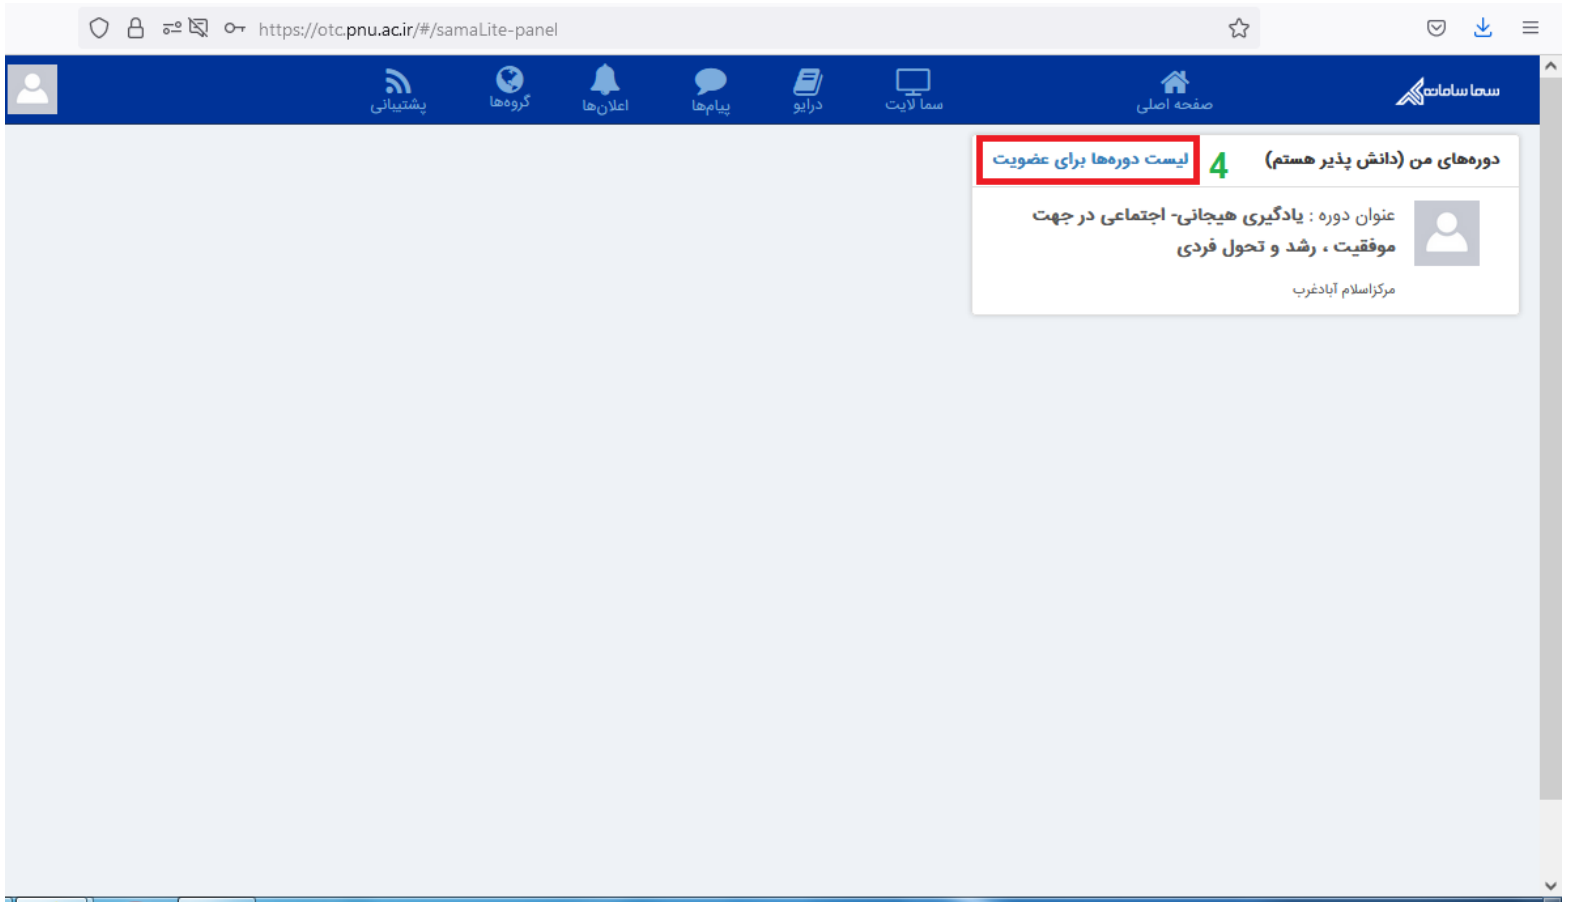 https://otc.pnu.ac.ir/#/samaLite-panel
سما سامانه
صفحه اصلی
سما لایت
درایو
پیام‌ها
اعلان‌ها
گروه‌ها
پشتیبانی
دوره‌های من (دانش پذیر هستم) 4 لیست دوره‌ها برای عضویت
عنوان دوره : یادگیری هیجانی- اجتماعی در جهت
موفقیت ، رشد و تحول فردی
مرکزاسلام آبادغرب